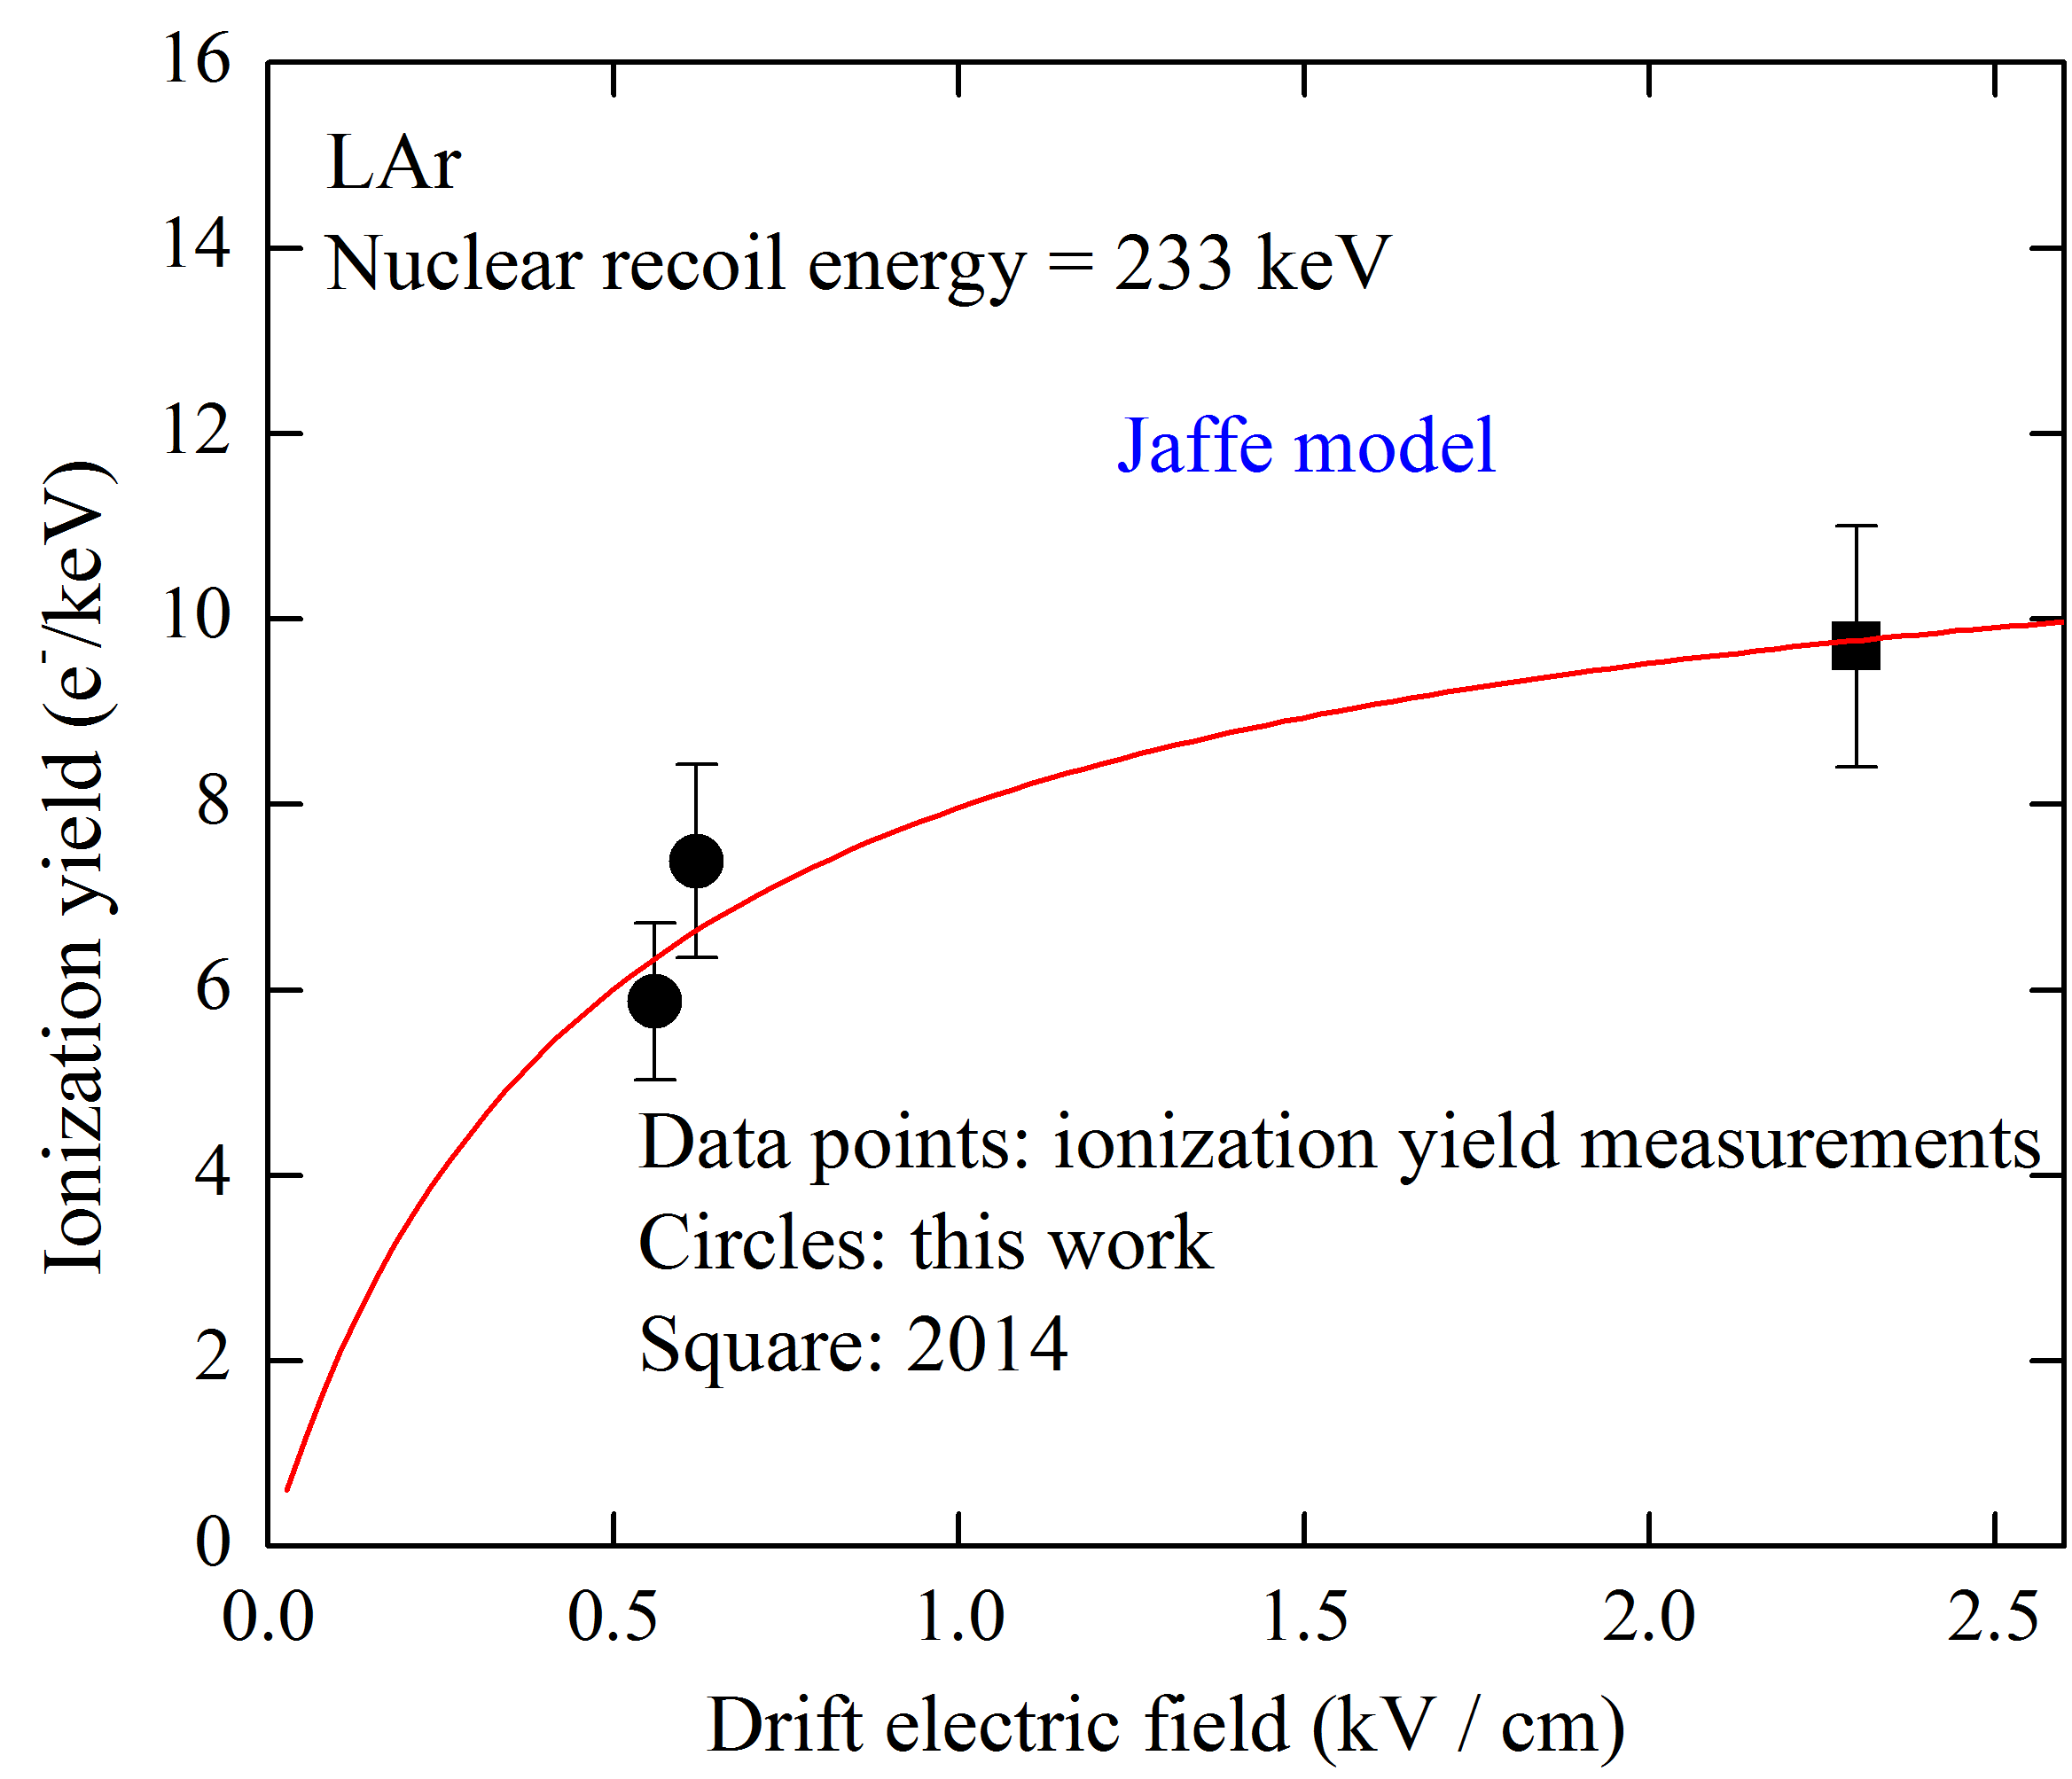 16
14
12
10
8
6
4
2
0
Ionization yield (e⁻/keV)
LAr
Nuclear recoil energy = 233 keV
Jaffe model
Data points: ionization yield measurements
Circles: this work
Square: 2014
0.0 0.5 1.0 1.5 2.0 2.5
Drift electric field (kV / cm)